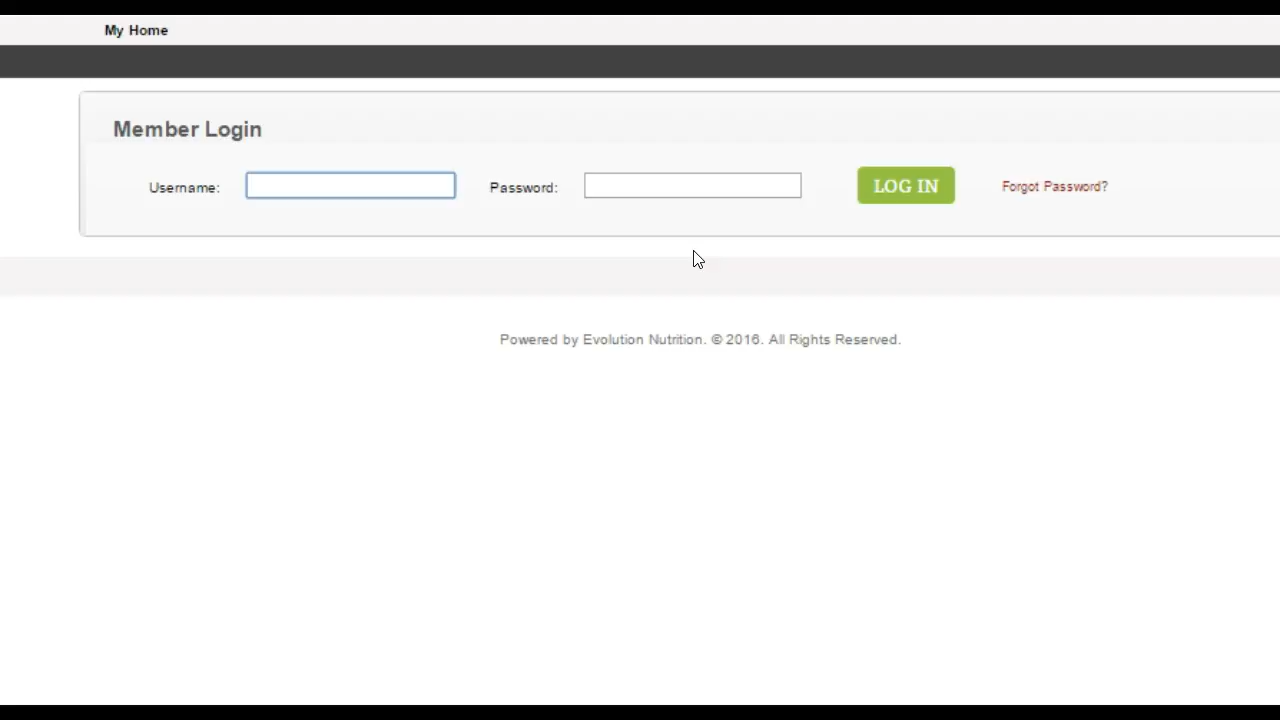 My Home
Member Login
Username: Password: LOG IN Forgot Password?
Powered by Evolution Nutrition. © 2016. All Rights Reserved.